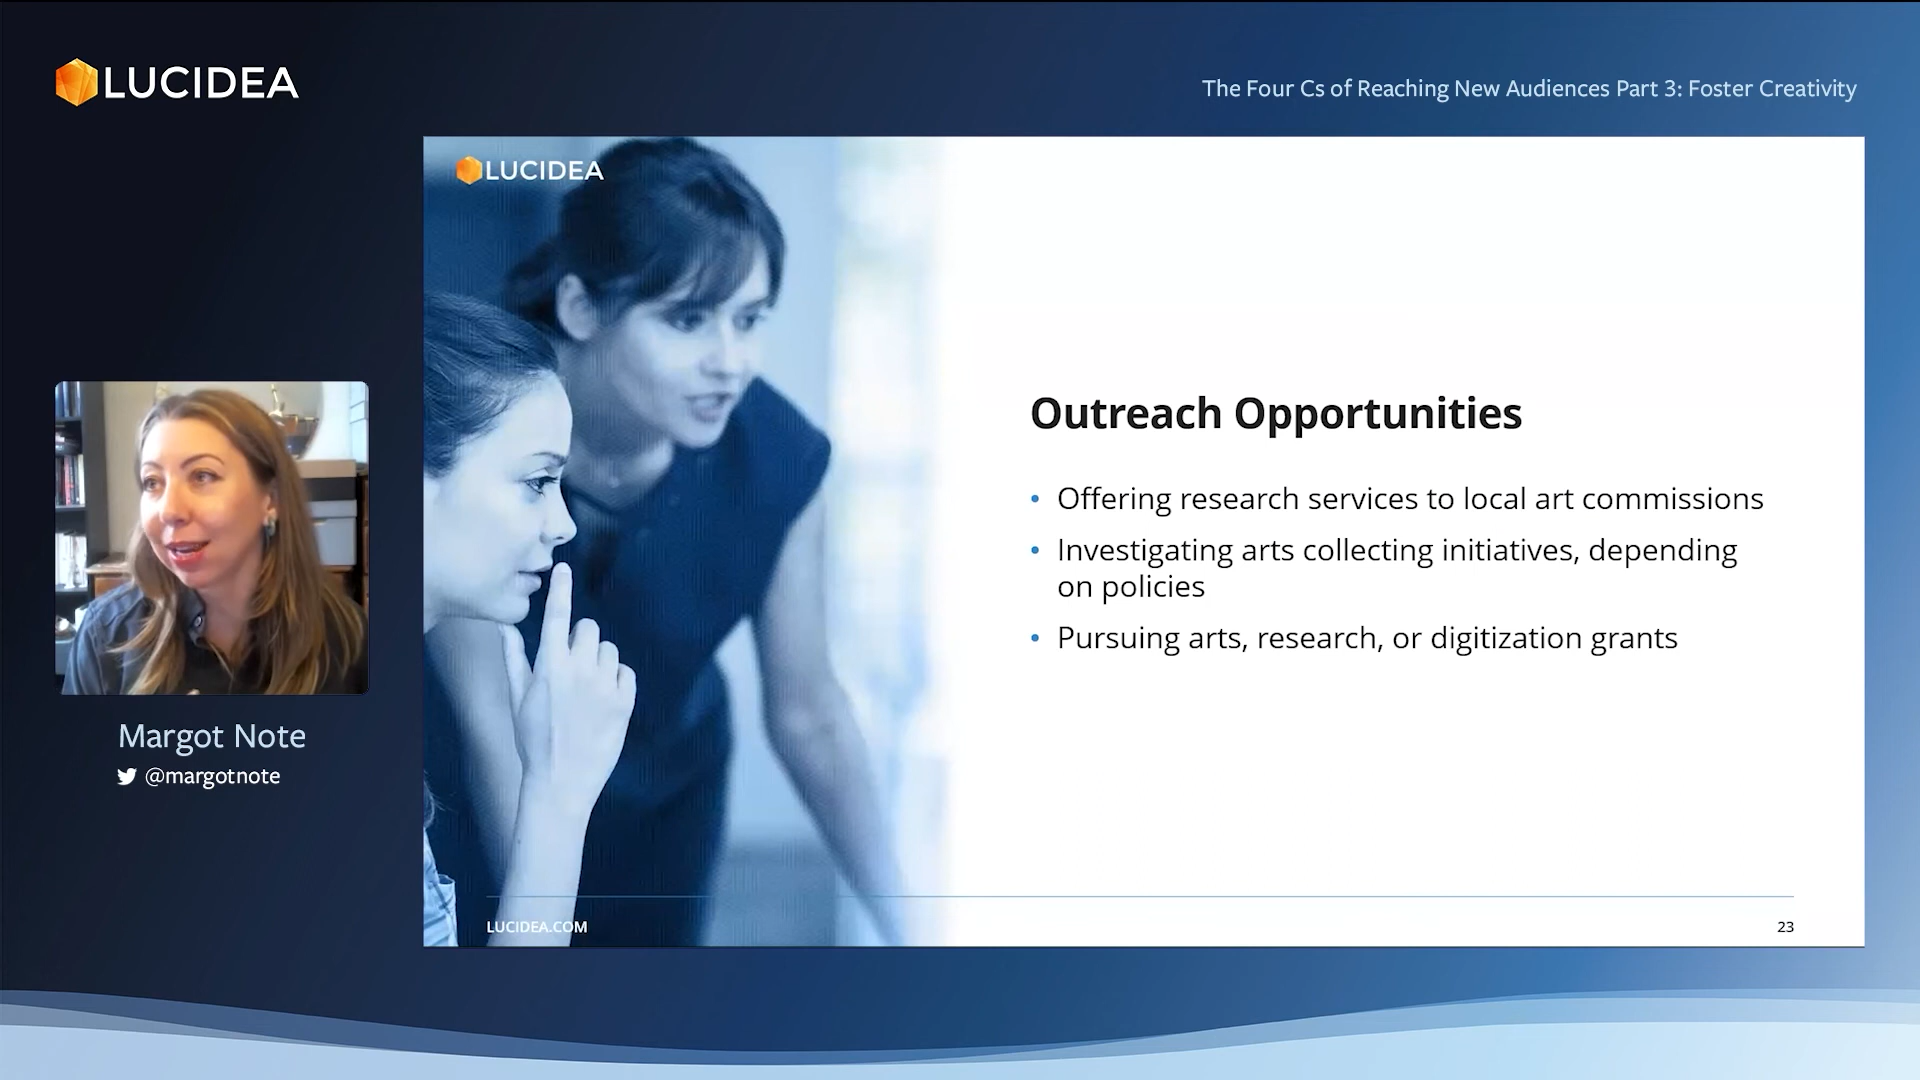 LUCIDEA
The Four Cs of Reaching New Audiences Part 3: Foster Creativity
LUCIDEA
Outreach Opportunities
• Offering research services to local art commissions
• Investigating arts collecting initiatives, depending
on policies
• Pursuing arts, research, or digitization grants
Margot Note
@margotnote
LUCIDEA.COM
23